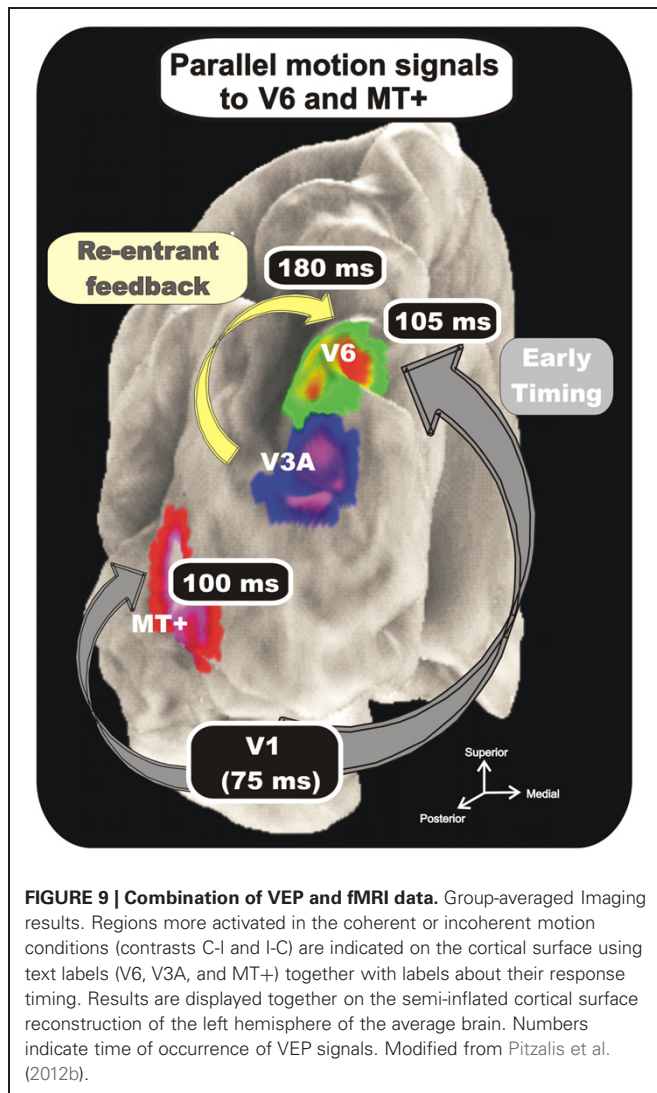 Parallel motion signals
to V6 and MT+
Re-entrant
feedback
180 ms
105 ms
V6
Early
Timing
V3A
100 ms
MT+
V1
(75 ms)
Superior
Medial
Posterior
FIGURE 9 | Combination of VEP and fMRI data. Group-averaged Imaging
results. Regions more activated in the coherent or incoherent motion
conditions (contrasts C-I and I-C) are indicated on the cortical surface using
text labels (V6, V3A, and MT+) together with labels about their response
timing. Results are displayed together on the semi-inflated cortical surface
reconstruction of the left hemisphere of the average brain. Numbers
indicate time of occurrence of VEP signals. Modified from Pitzalis et al.
(2012b).